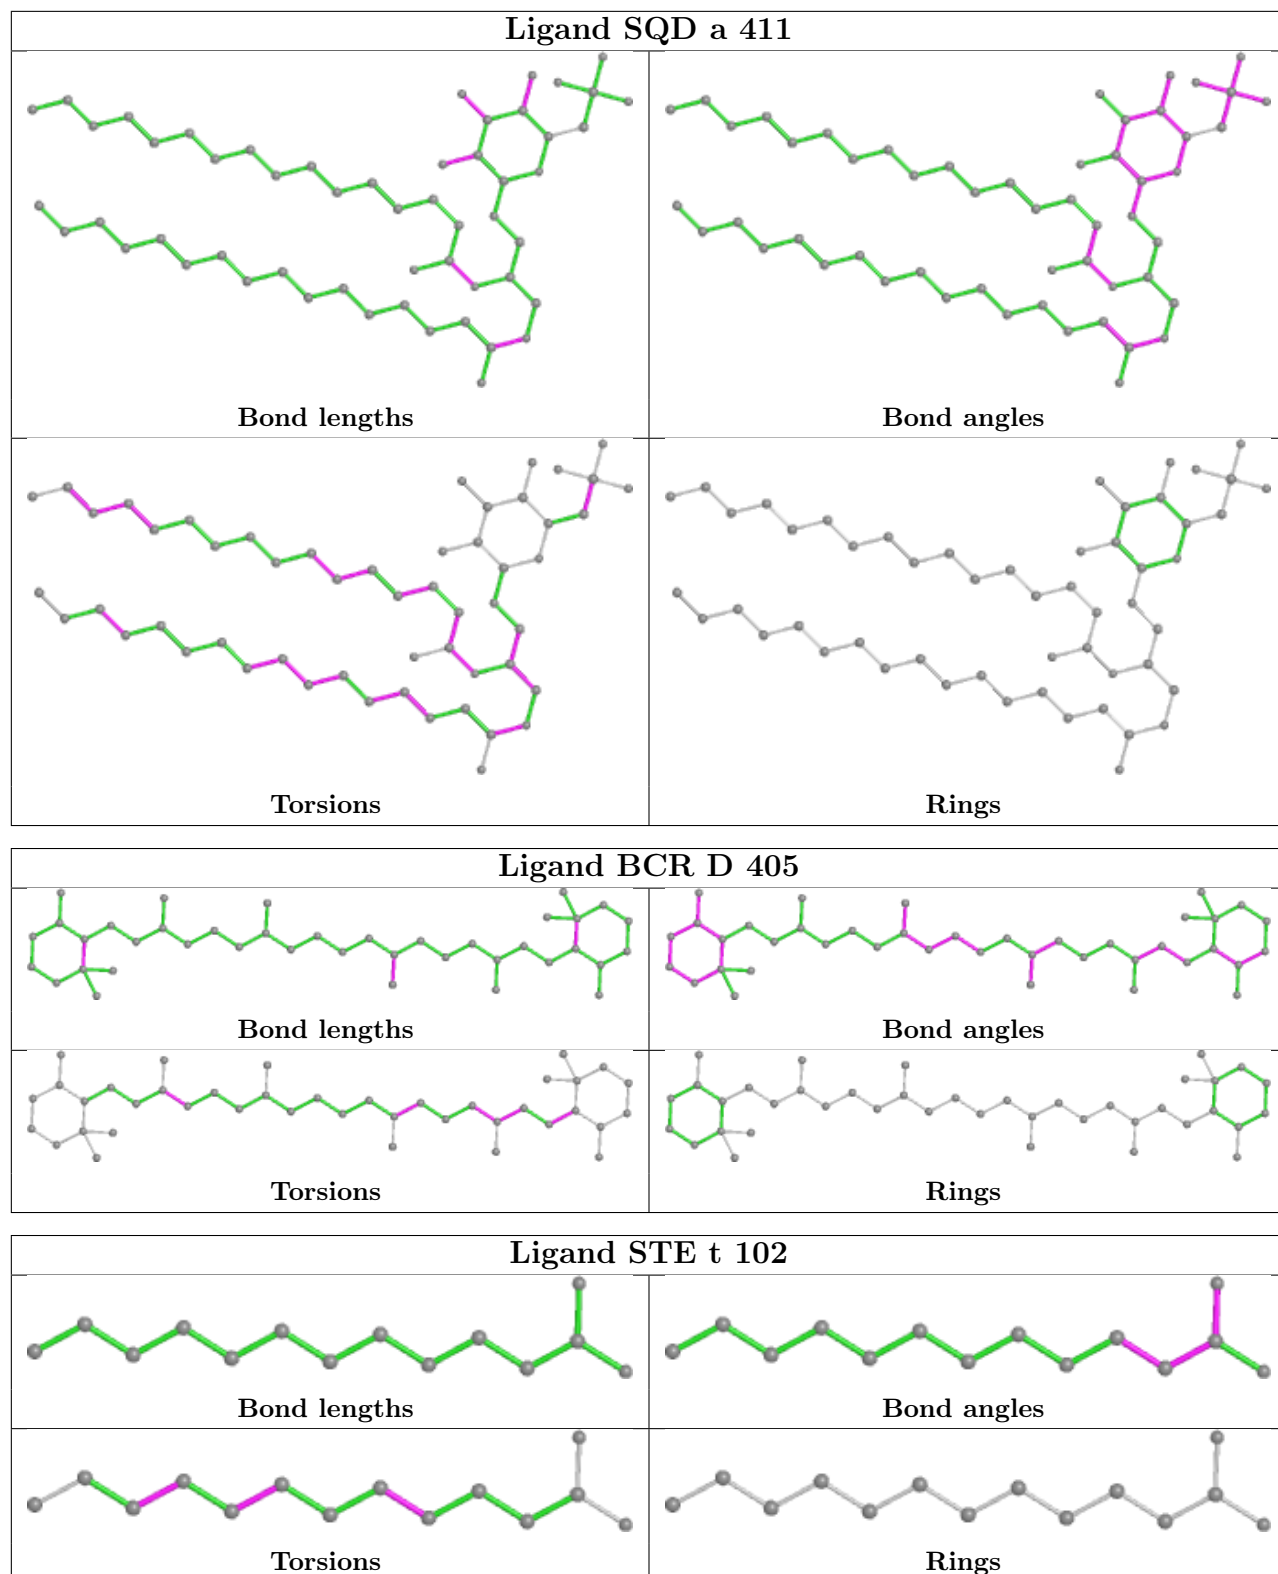 Ligand SQD a 411
Bond lengths
Bond angles
Torsions
Rings
Ligand BCR D 405
Bond lengths
Bond angles
Torsions
Rings
Ligand STE t 102
Bond lengths
Bond angles
Torsions
Rings